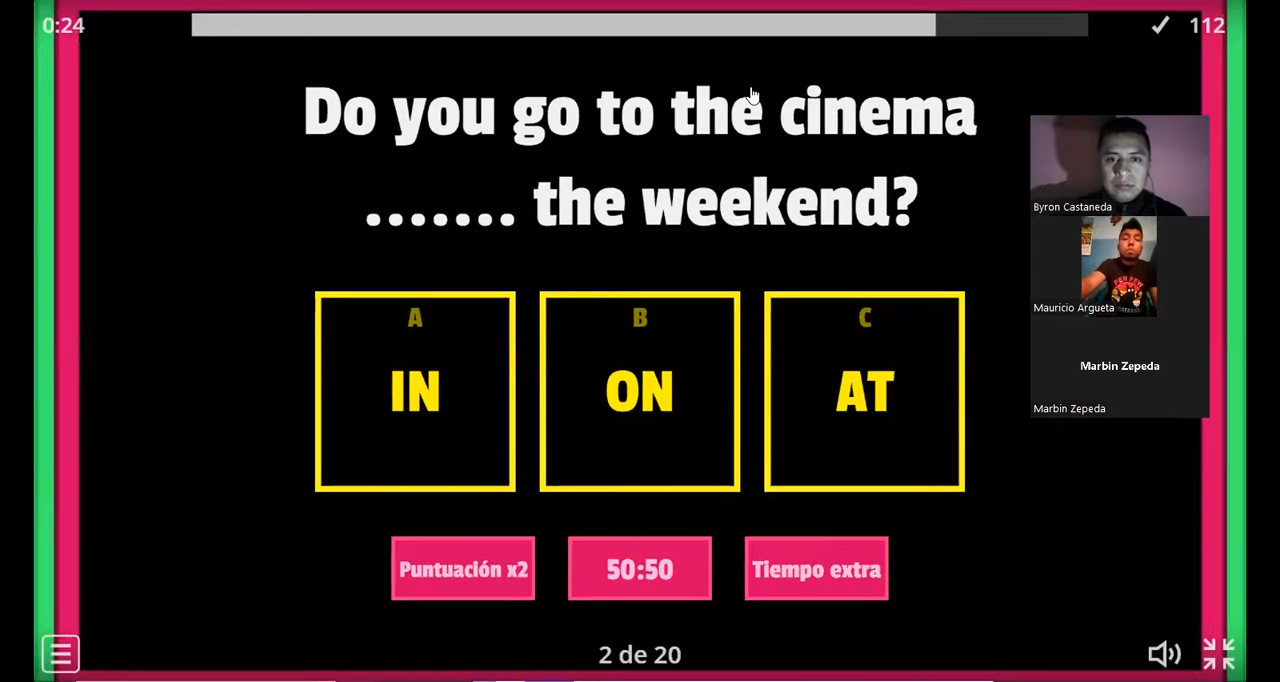 0:24
112
Do you go to the cinema
....... the weekend?
A
B
C
IN
ON
AT
Puntuación x2
50:50
Tiempo extra
2 de 20
Byron Castaneda
Mauricio Argueta
Marbin Zepeda
Marbin Zepeda